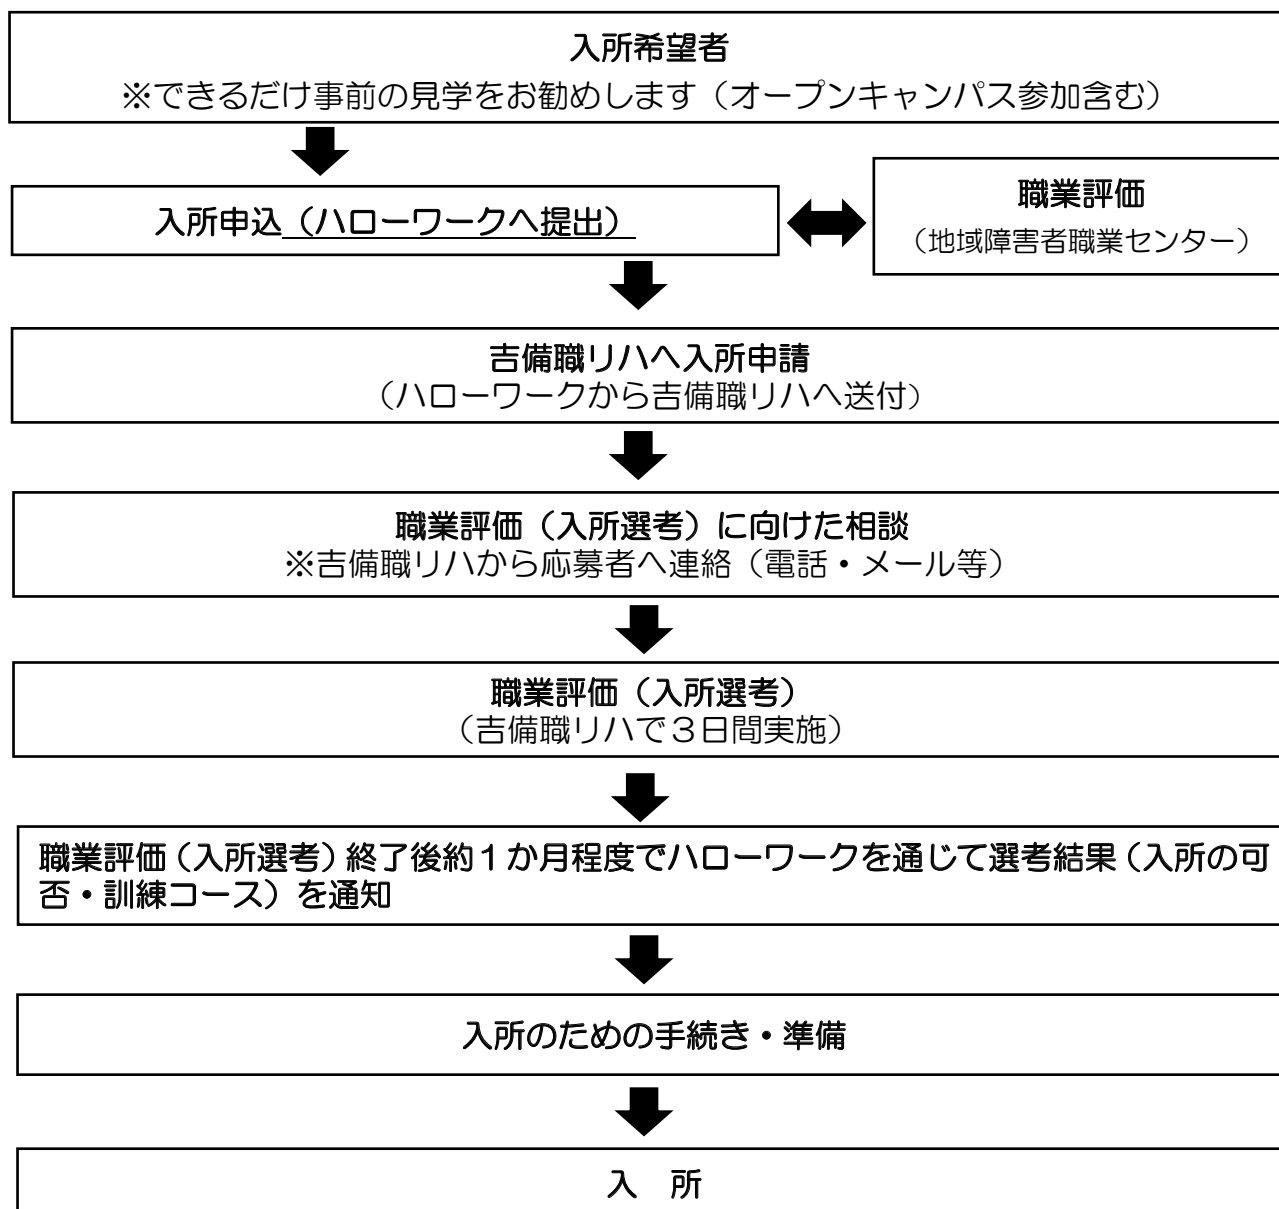 入所希望者
※できるだけ事前の見学をお勧めします（オープンキャンパス参加含む）
入所申込（ハローワークへ提出）
職業評価
（地域障害者職業センター）
吉備職リハへ入所申請
（ハローワークから吉備職リハへ送付）
職業評価（入所選考）に向けた相談
※吉備職リハから応募者へ連絡（電話・メール等）
職業評価（入所選考）
（吉備職リハで３日間実施）
職業評価（入所選考）終了後約１か月程度でハローワークを通じて選考結果（入所の可
否・訓練コース）を通知
入所のための手続き・準備
入　所